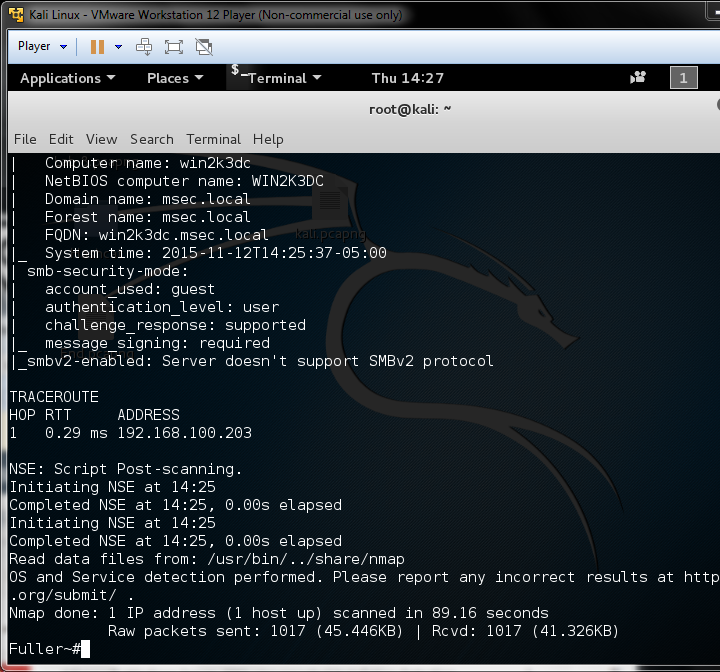 Kali Linux - VMware Workstation 12 Player (Non-commercial use only)
Player
Applications Places $_Terminal Thu 14:27 1
root@kali: ~
File Edit View Search Terminal Help
| Computer name: win2k3dc
| NetBIOS computer name: WIN2K3DC
| Domain name: msec.local
| Forest name: msec.local
kali.pcapng
| FQDN: win2k3dc.msec.local
|_ System time: 2015-11-12T14:25:37-05:00
| smb-security-mode:
| account_used: guest
| authentication_level: user
| challenge_response: supported
|_ message_signing: required
|_smbv2-enabled: Server doesn't support SMBv2 protocol
TRACEROUTE
HOP RTT ADDRESS
1 0.29 ms 192.168.100.203
NSE: Script Post-scanning.
Initiating NSE at 14:25
Completed NSE at 14:25, 0.00s elapsed
Initiating NSE at 14:25
Completed NSE at 14:25, 0.00s elapsed
Read data files from: /usr/bin/../share/nmap
OS and Service detection performed. Please report any incorrect results at http
.org/submit/ .
Nmap done: 1 IP address (1 host up) scanned in 89.16 seconds
Raw packets sent: 1017 (45.446KB) | Rcvd: 1017 (41.326KB)
Fuller~#